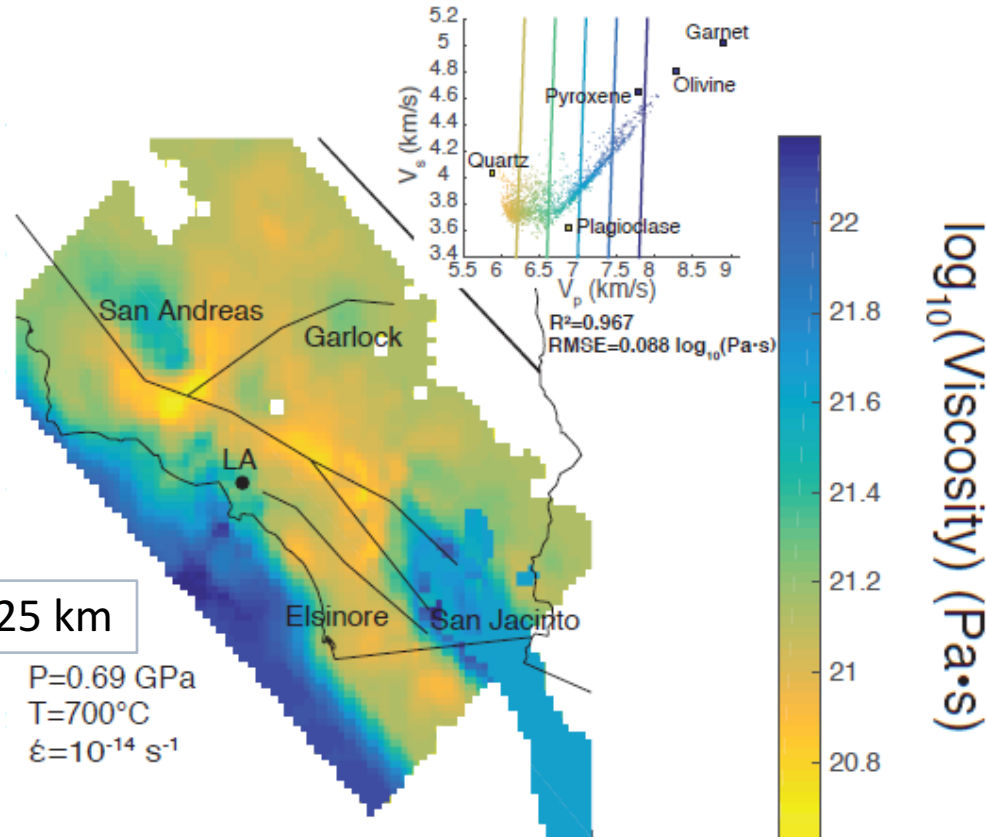 5.2
5
4.8
4.6
4.4
4.2
4
3.8
3.6
3.4
V_s (km/s)
Garnet
Olivine
Pyroxene
Quartz
Plagioclase
5.5 6 6.5 7 7.5 8 8.5 9
V_p (km/s)
R²=0.967
RMSE=0.088 log₁₀(Pa•s)
San Andreas
Garlock
LA
Elsinore
San Jacinto
25 km
P=0.69 GPa
T=700°C
έ=10⁻¹⁴ s⁻¹
22
21.8
21.6
21.4
21.2
21
20.8
log₁₀(Viscosity) (Pa•s)